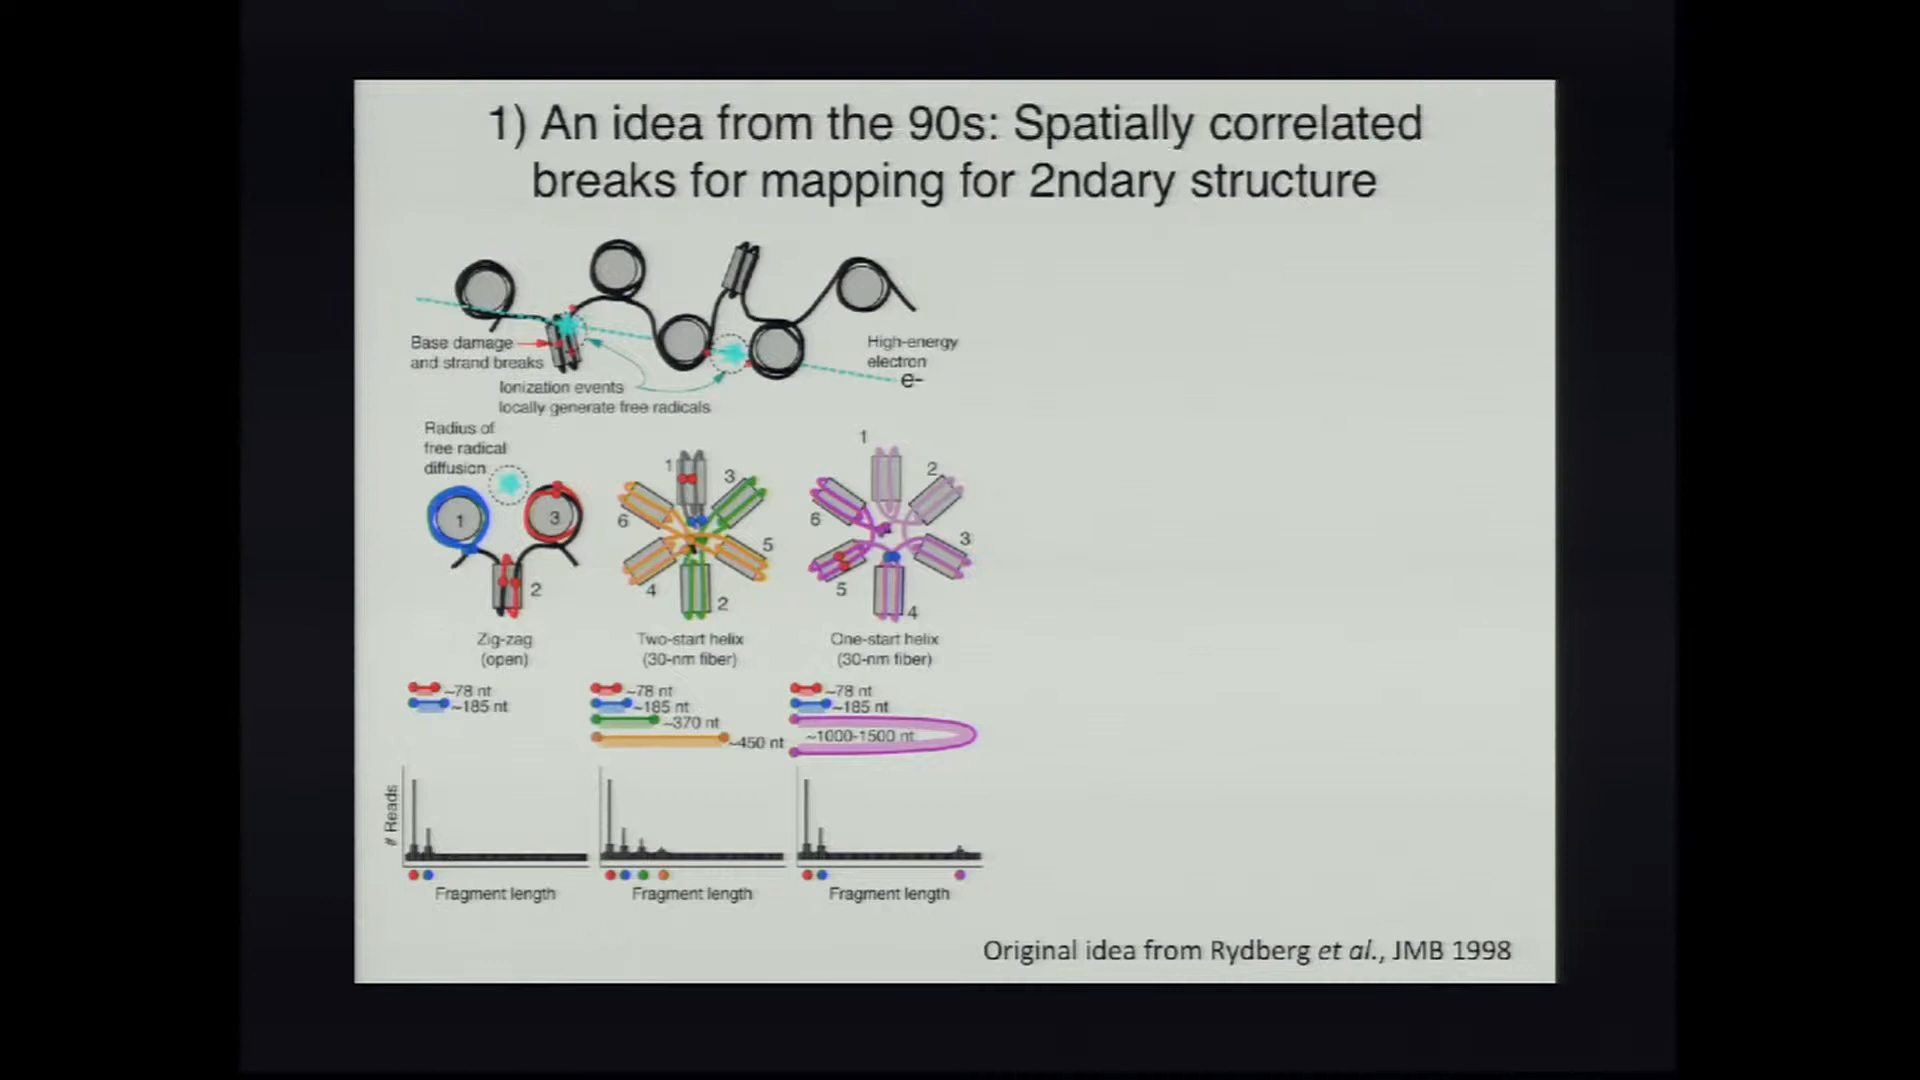 1) An idea from the 90s: Spatially correlated
breaks for mapping for 2ndary structure
Base damage
and strand breaks
Ionization events
locally generate free radicals
High-energy
electron
e-
Radius of
free radical
diffusion
1
3
2
Zig-zag
(open)
1
3
6
5
4
2
Two-start helix
(30-nm fiber)
1
2
6
3
5
4
One-start helix
(30-nm fiber)
~78 nt
~185 nt
~78 nt
~185 nt
~370 nt
~450 nt
~78 nt
~185 nt
~1000-1500 nt
# Reads
Fragment length
Fragment length
Fragment length
Original idea from Rydberg et al., JMB 1998